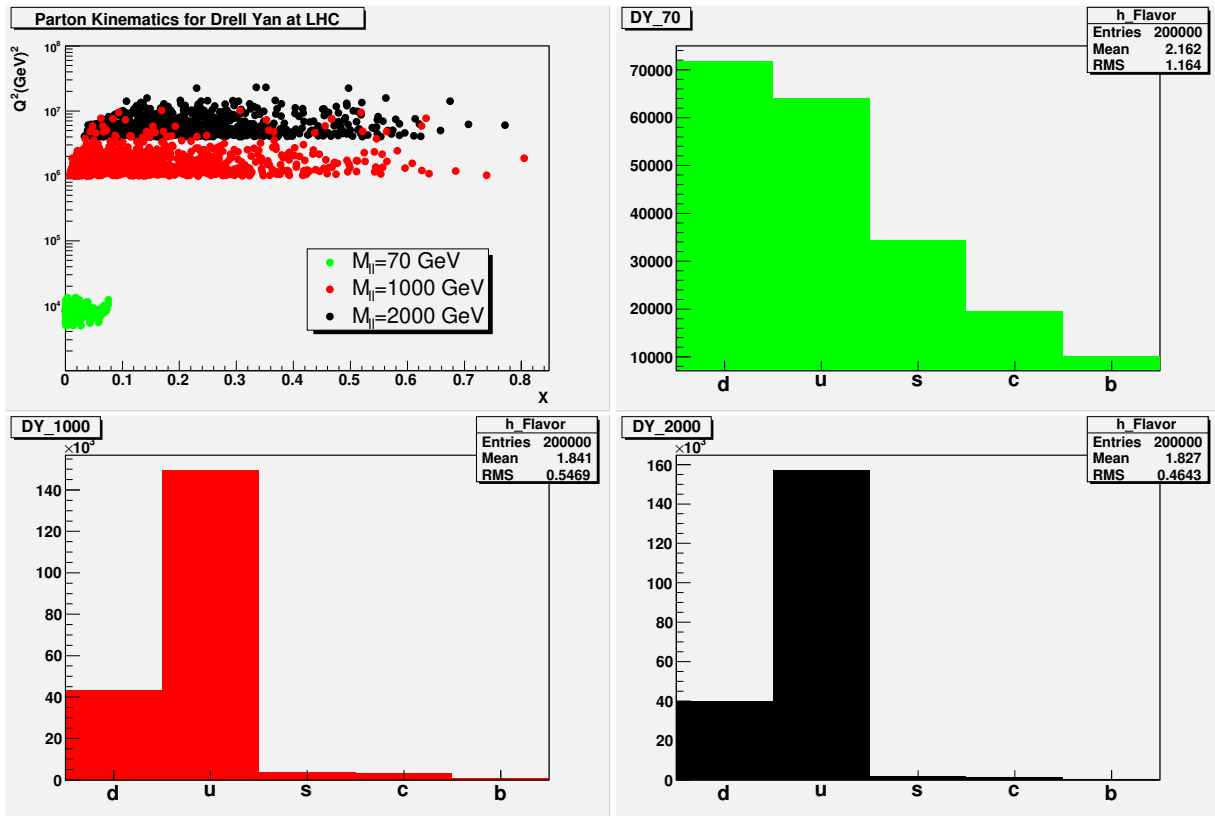 Parton Kinematics for Drell Yan at LHC
Q²(GeV)²
10⁸
10⁷
10⁶
10⁵
10⁴
M_ll=70 GeV
M_ll=1000 GeV
M_ll=2000 GeV
0 0.1 0.2 0.3 0.4 0.5 0.6 0.7 0.8
X
DY_70
h_Flavor
Entries 200000
Mean 2.162
RMS 1.164
70000
60000
50000
40000
30000
20000
10000
d u s c b
DY_1000
×10³
h_Flavor
Entries 200000
Mean 1.841
RMS 0.5469
140
120
100
80
60
40
20
0
d u s c b
DY_2000
×10³
h_Flavor
Entries 200000
Mean 1.827
RMS 0.4643
160
140
120
100
80
60
40
20
0
d u s c b